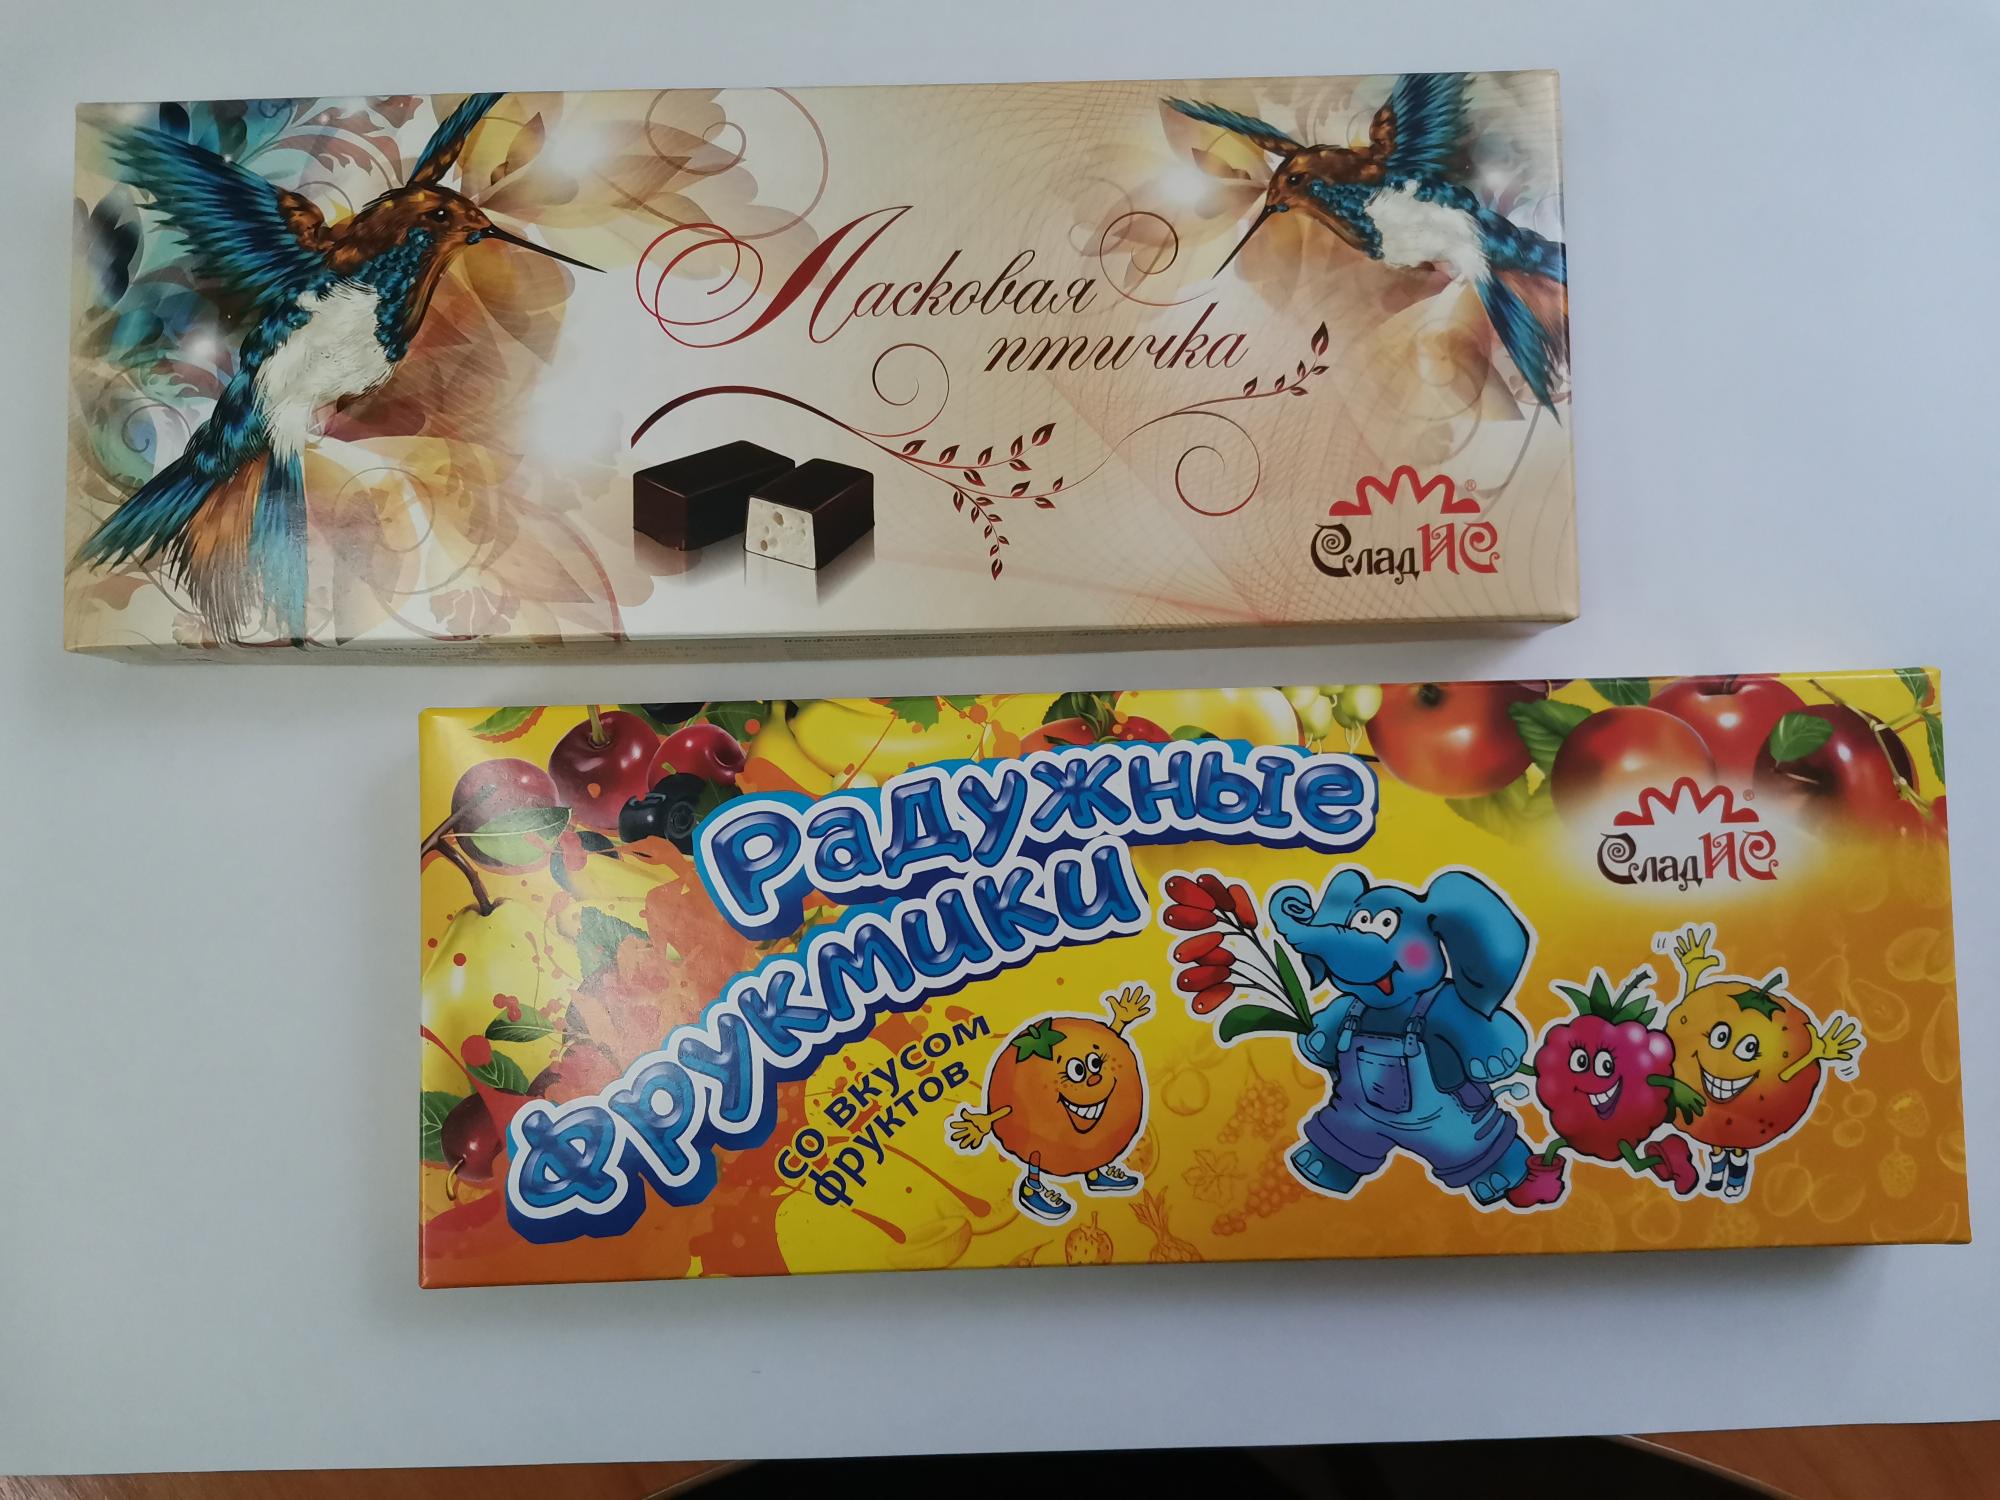 Ласковая
птичка
®
СладИС
Радужные
фрукмики
со вкусом
фруктов
®
СладИС